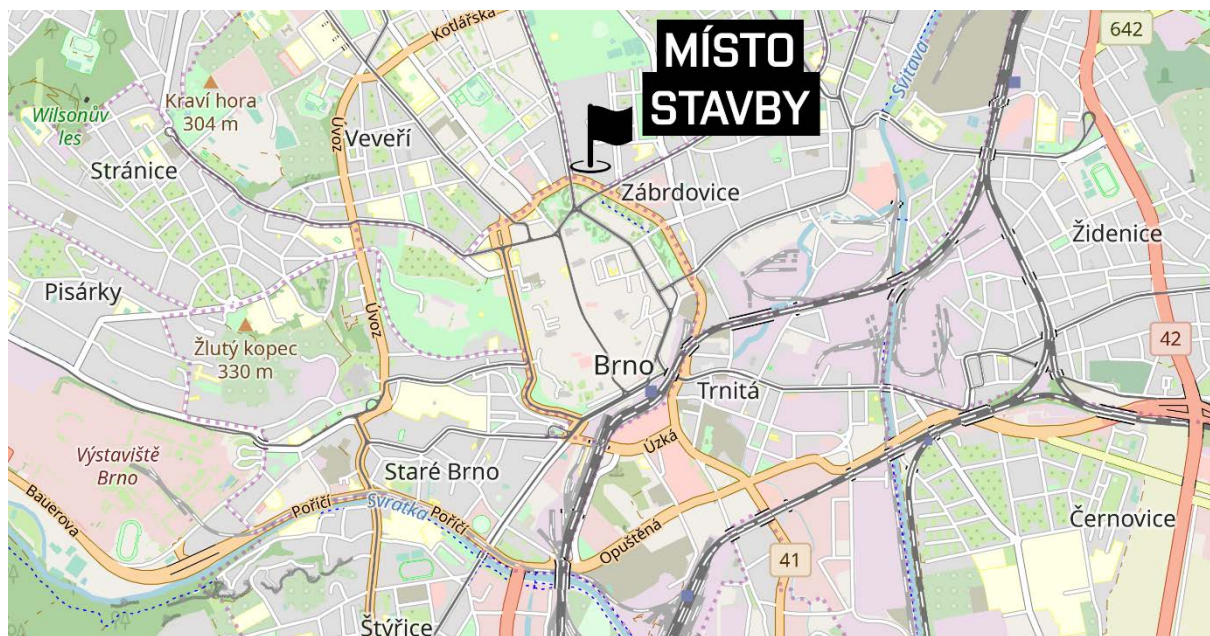 Kotlářská
MÍSTO
STAVBY
Svitava
642
Wilsonův
les
Kraví hora
304 m
Úvoz
Veveří
Stránice
Zábrdovice
Židenice
Pisárky
Úvoz
Žlutý kopec
330 m
42
Brno
Trnitá
Výstaviště
Brno
Staré Brno
Úzká
Bauerova
Poříčí
Svratka
Poříčí
Opuštěná
41
Černovice
Štýřice